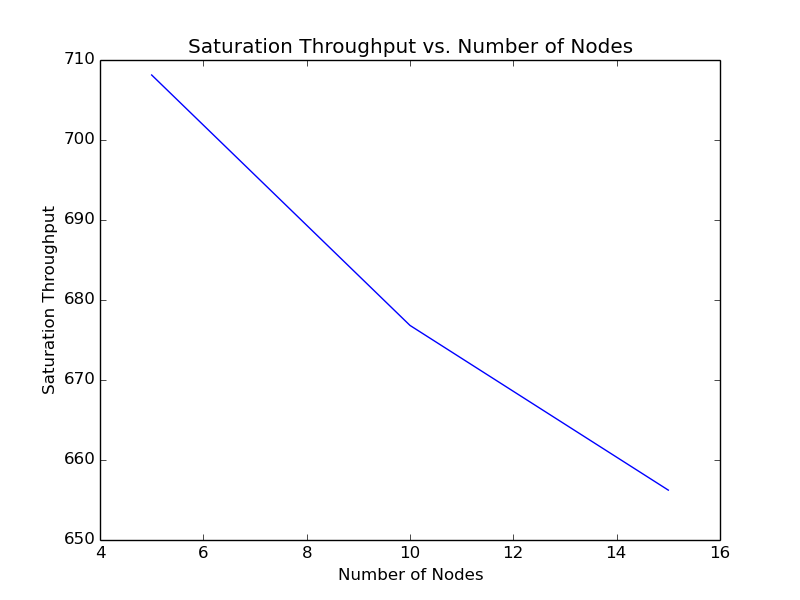 Saturation Throughput vs. Number of Nodes
710
700
690
680
670
660
650
Saturation Throughput
4 6 8 10 12 14 16
Number of Nodes